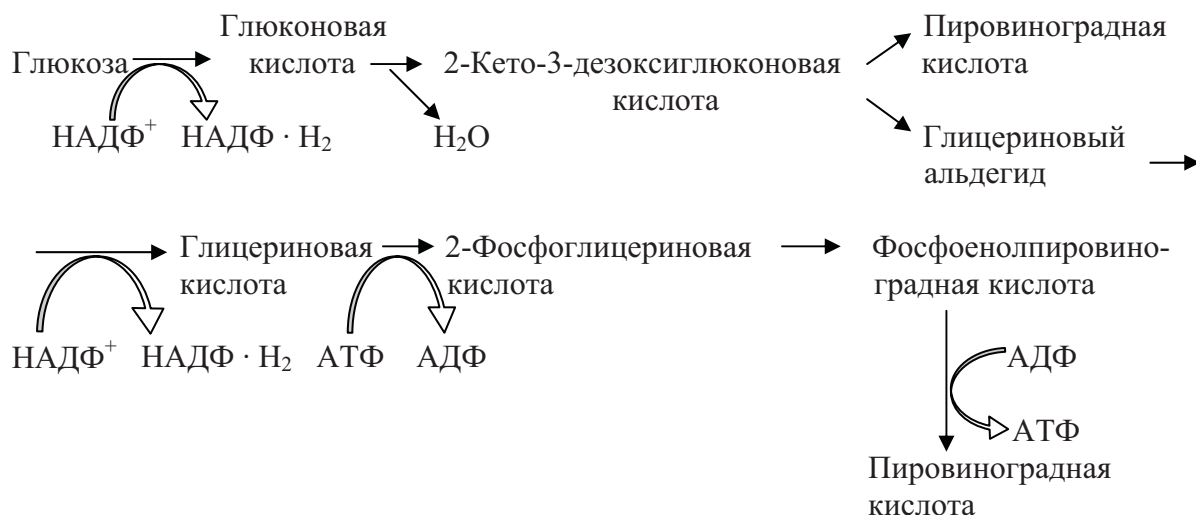 Глюконовая
Пировиноградная
Глюкоза кислота 2-Кето-3-дезоксиглюконовая кислота
кислота
НАДФ⁺ НАДФ · H₂ H₂O Глицериновый
альдегид
Глицериновая 2-Фосфоглицериновая Фосфоенолпировино-
кислота кислота градная кислота
НАДФ⁺ НАДФ · H₂ АТФ АДФ АДФ
АТФ
Пировиноградная
кислота